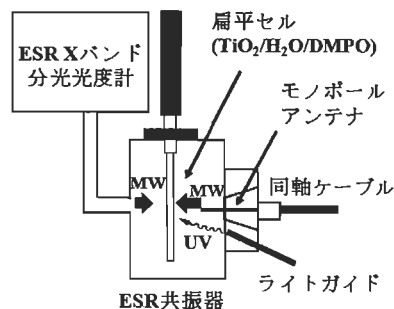 ESR Xバンド
分光光度計
扁平セル
(TiO2/H2O/DMPO)
モノポール
アンテナ
MW
MW
同軸ケーブル
UV
ライトガイド
ESR共振器